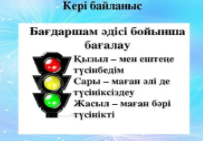 Кері байланыс
Бағдаршам әдісі бойынша
бағалау
Қызыл – мен ештеңе
түсінбедім
Сары – маған әлі де
түсініксіздеу
Жасыл – маған бәрі
түсінікті